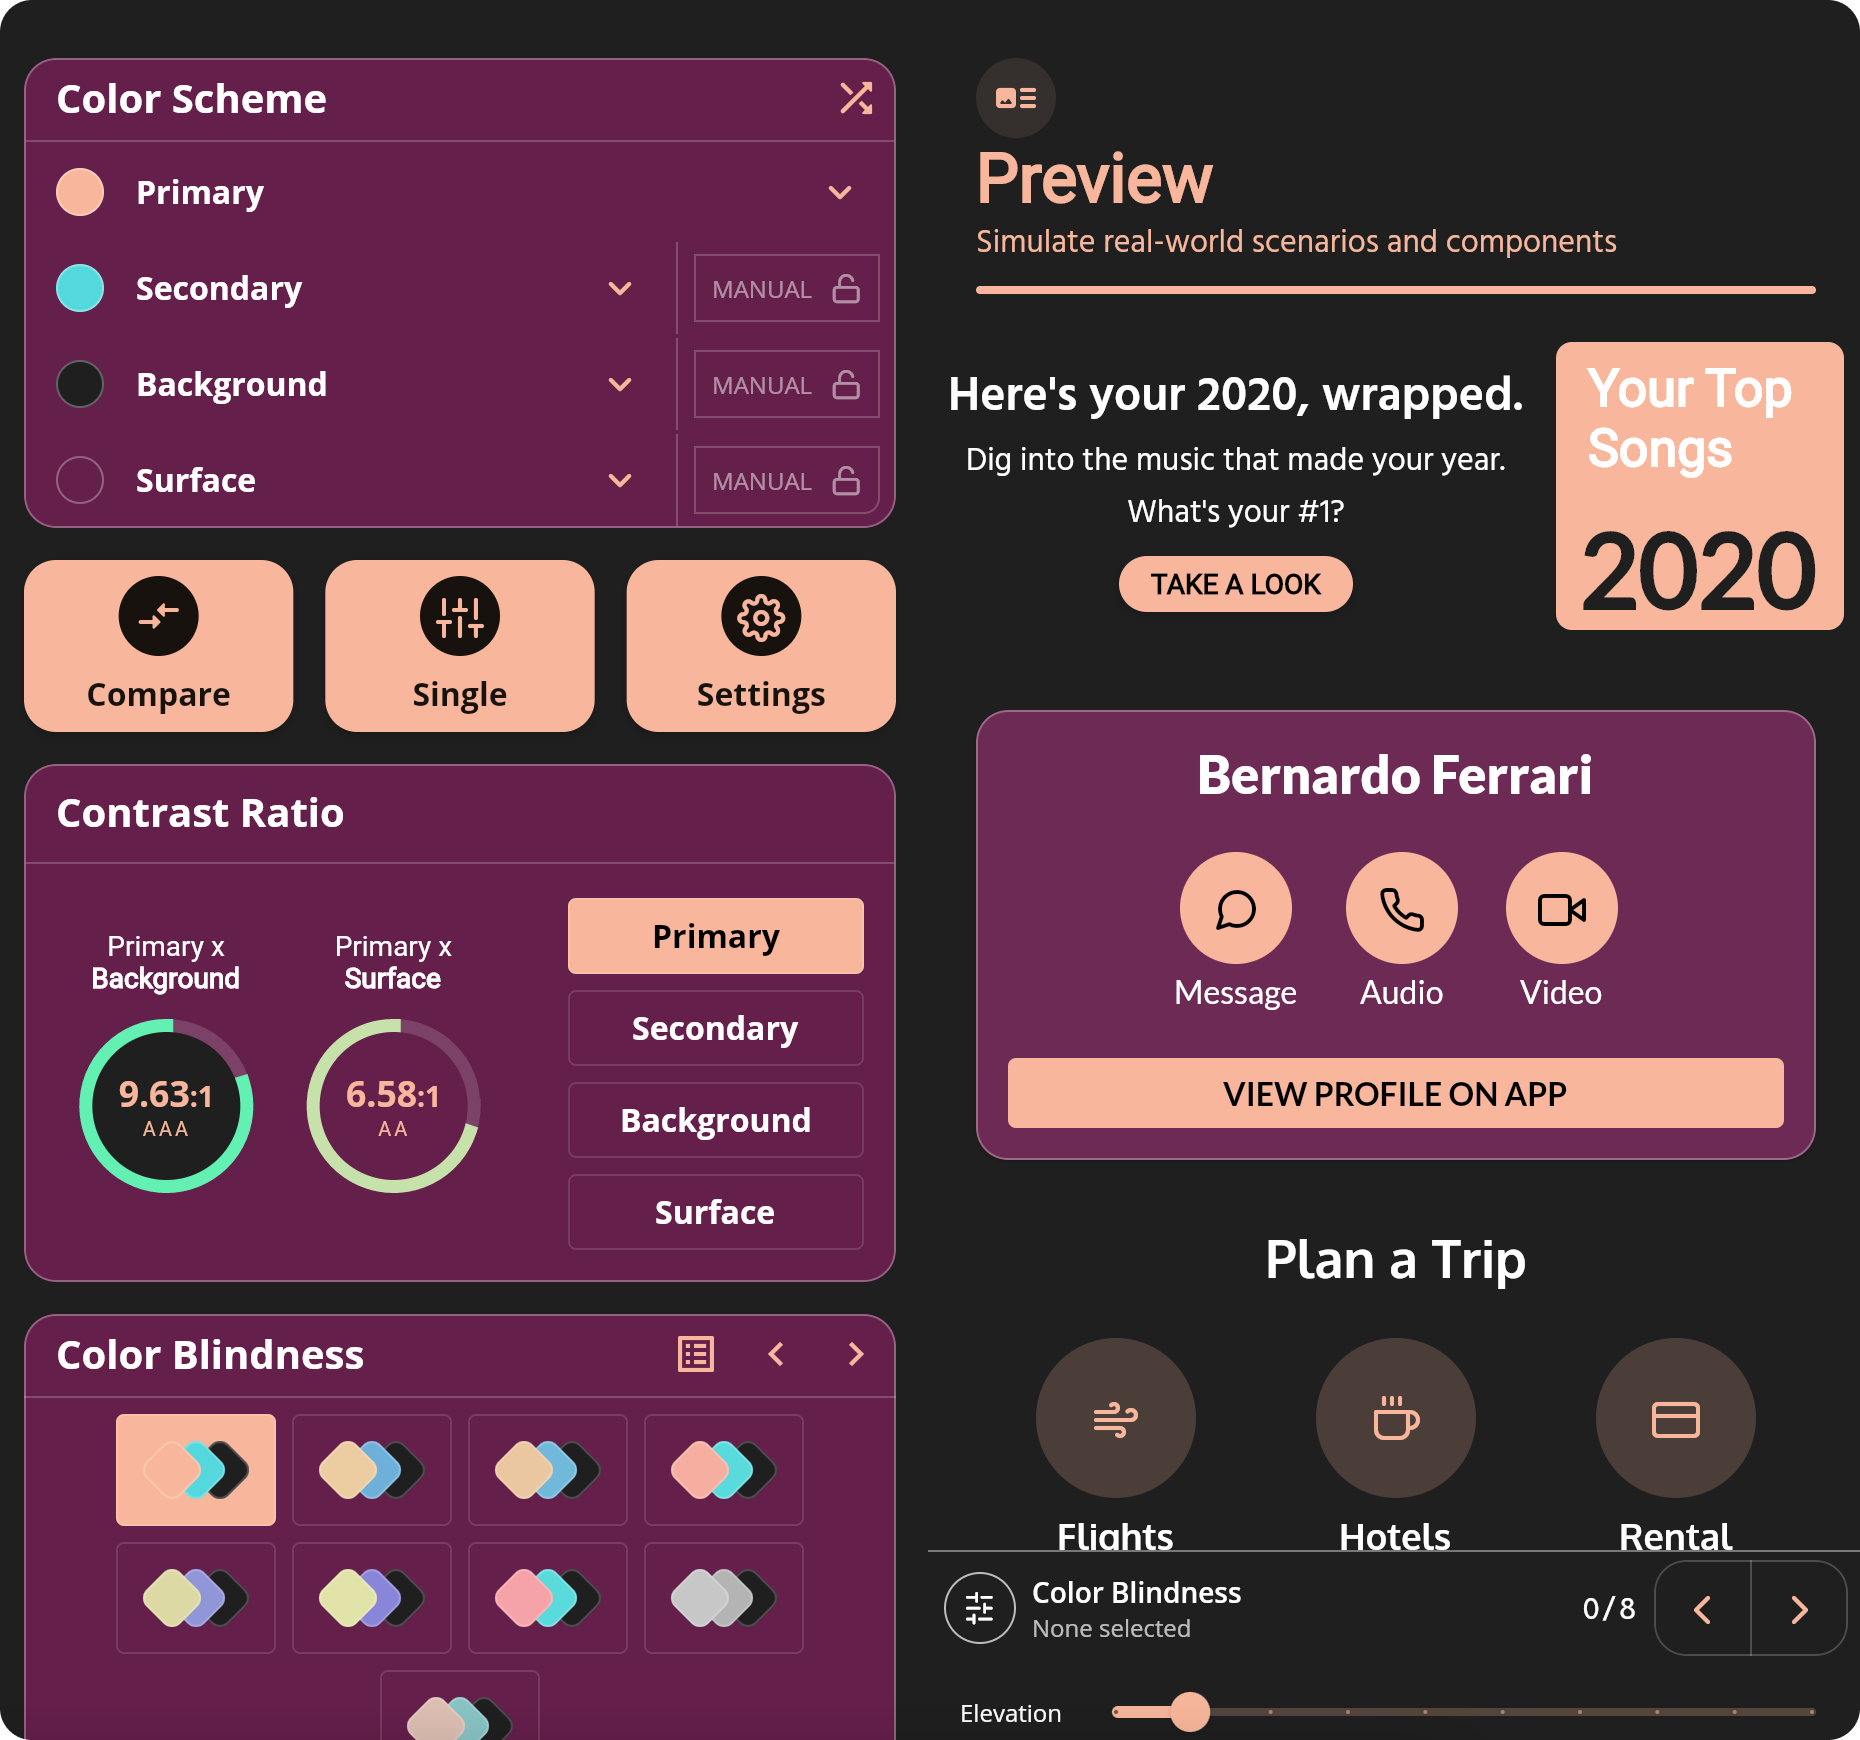 Color Scheme
Primary
Secondary
MANUAL
Background
MANUAL
Surface
MANUAL
Compare
Single
Settings
Contrast Ratio
Primary x
Background
9.63:1
AAA
Primary x
Surface
6.58:1
AA
Primary
Secondary
Background
Surface
Color Blindness
Preview
Simulate real-world scenarios and components
Here's your 2020, wrapped.
Dig into the music that made your year.
What's your #1?
TAKE A LOOK
Your Top
Songs
2020
Bernardo Ferrari
Message
Audio
Video
VIEW PROFILE ON APP
Plan a Trip
Flights
Hotels
Rental
Color Blindness
None selected
0/8
Elevation